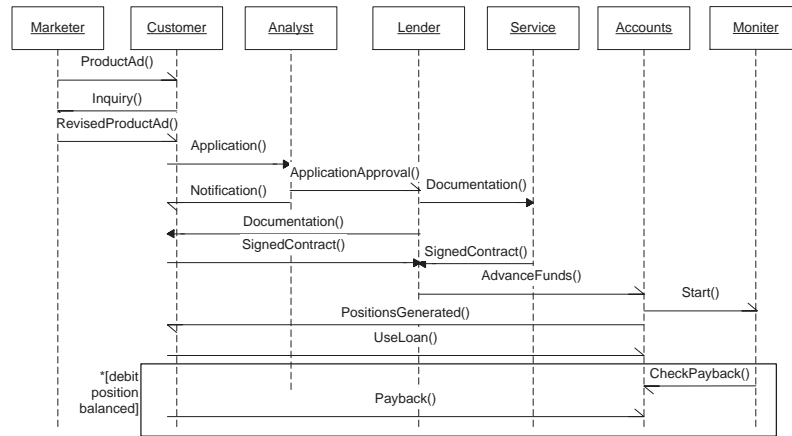 Marketer Customer Analyst Lender Service Accounts Moniter
ProductAd()
Inquiry()
RevisedProductAd()
Application()
ApplicationApproval()
Notification() Documentation()
Documentation()
SignedContract() SignedContract()
AdvanceFunds()
Start()
PositionsGenerated()
UseLoan()
*[debit
position
balanced]
CheckPayback()
Payback()